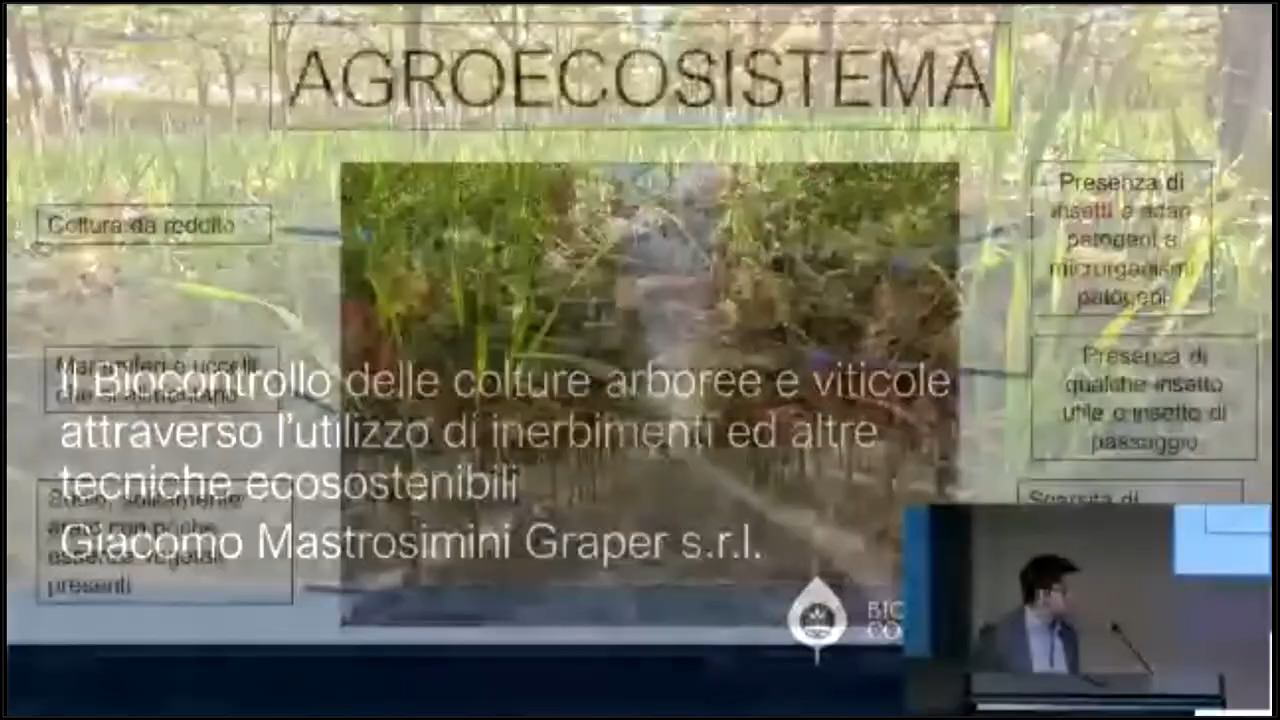 AGROECOSISTEMA
Coltura da reddito
Presenza di
insetti e acari
patogeni e
microrganismi
patogeni
Mammiferi o uccelli
che si alimentano
Presenza di
qualche insetto
utile o insetto di
passaggio
Il Biocontrollo delle colture arboree e viticole
attraverso l'utilizzo di inerbimenti ed altre
tecniche ecosostenibili
Giacomo Mastrosimini Graper s.r.l.
Suolo, solitamente
arato con poche
essenze vegetali
presenti
Scarsità di